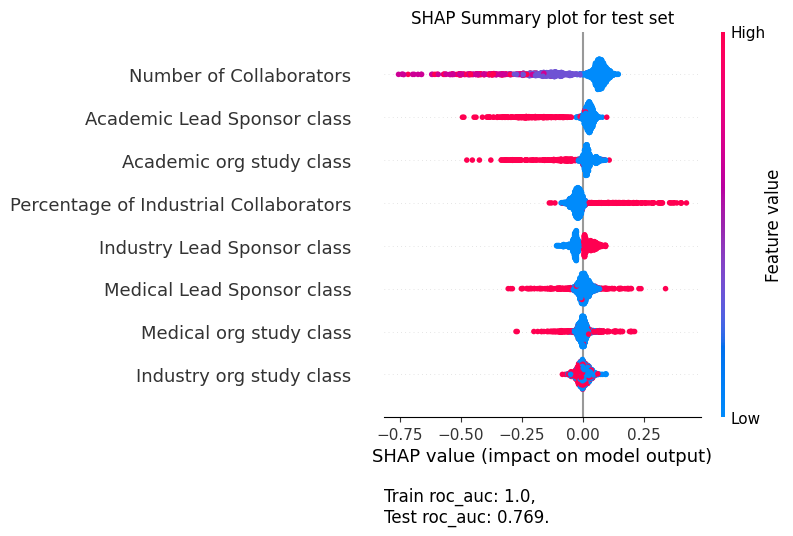 SHAP Summary plot for test set
High
Number of Collaborators
Academic Lead Sponsor class
Academic org study class
Percentage of Industrial Collaborators
Industry Lead Sponsor class
Medical Lead Sponsor class
Medical org study class
Industry org study class
Feature value
Low
−0.75 −0.50 −0.25 0.00 0.25
SHAP value (impact on model output)
Train roc_auc: 1.0,
Test roc_auc: 0.769.